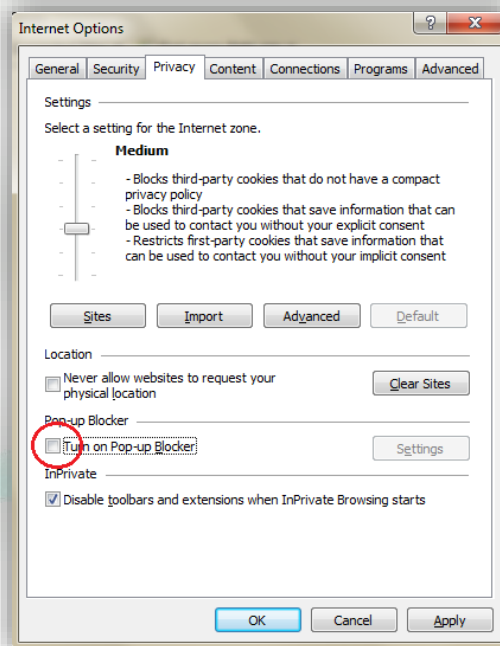 Internet Options
General Security Privacy Content Connections Programs Advanced
Settings
Select a setting for the Internet zone.
Medium
- Blocks third-party cookies that do not have a compact
privacy policy
- Blocks third-party cookies that save information that can
be used to contact you without your explicit consent
- Restricts first-party cookies that save information that
can be used to contact you without your implicit consent
Sites Import Advanced Default
Location
Never allow websites to request your
physical location
Clear Sites
Pop-up Blocker
Turn on Pop-up Blocker
Settings
InPrivate
Disable toolbars and extensions when InPrivate Browsing starts
OK Cancel Apply